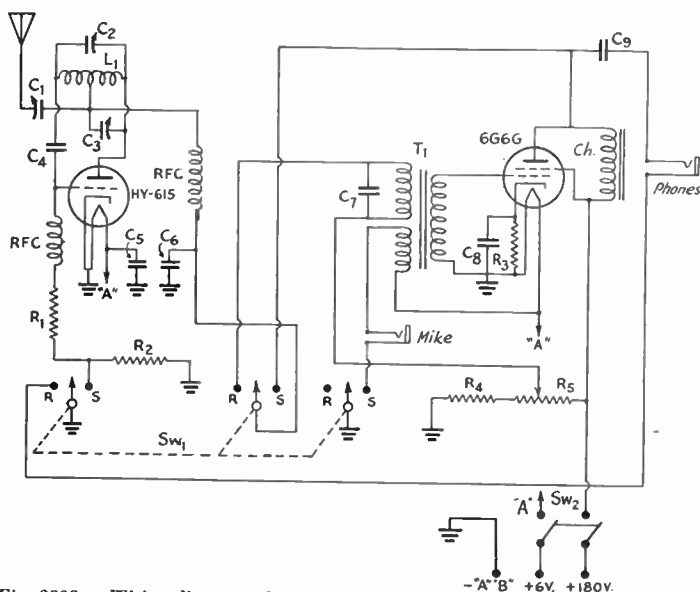 C2
L1
C1
C3
C4
HY-615
RFC
RFC
C5
C6
"A"
R1
R2
R
S
C9
T1
6G6G
Ch.
Phones
C7
C8
R3
"A"
Mike
R
S
R
S
R4
R5
Sw1
"A"
Sw2
-"A""B"
+6V.
+180V.